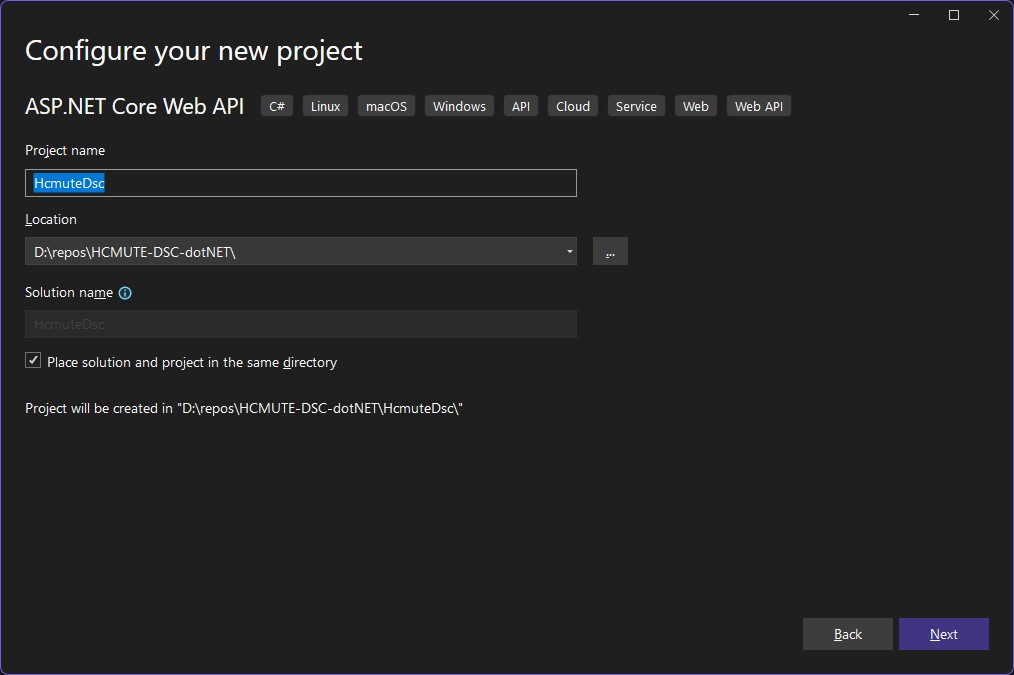 Configure your new project
ASP.NET Core Web API C# Linux macOS Windows API Cloud Service Web Web API
Project name
HcmuteDsc
Location
D:\repos\HCMUTE-DSC-dotNET\ ...
Solution name
HcmuteDsc
Place solution and project in the same directory
Project will be created in "D:\repos\HCMUTE-DSC-dotNET\HcmuteDsc\"
Back Next